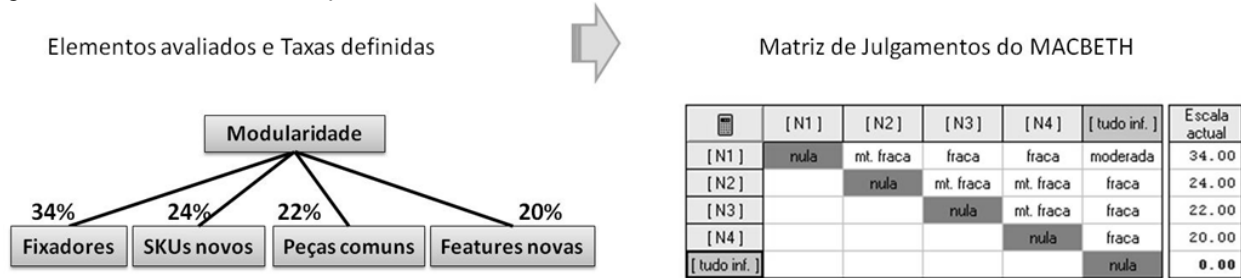 Elementos avaliados e Taxas definidas
Modularidade
34% 24% 22% 20%
Fixadores SKUs novos Peças comuns Features novas
Matriz de Julgamentos do MACBETH
[ N1 ] [ N2 ] [ N3 ] [ N4 ] [ tudo inf. ] Escala actual
[ N1 ] nula mt. fraca fraca fraca moderada 34.00
[ N2 ] nula mt. fraca mt. fraca fraca 24.00
[ N3 ] nula mt. fraca fraca 22.00
[ N4 ] nula fraca 20.00
[ tudo inf. ] nula 0.00